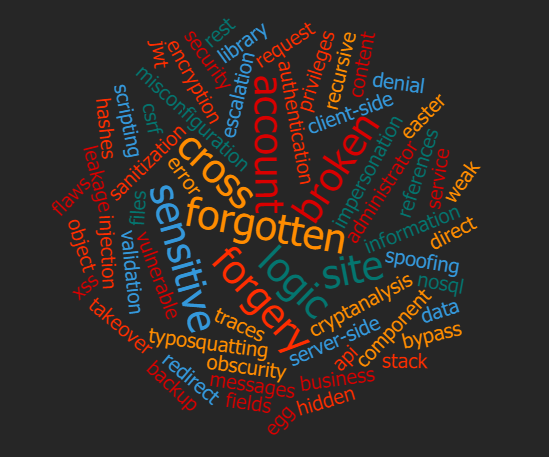 rest
library
request
security
jwt
encryption
privileges
recursive
content
misconfiguration
escalation
account
authentication
denial
client-side
scripting
hashes
csrf
sanitization
cross
broken
easter
impersonation
administrator
references
service
weak
leakage
error
flaws
files
sensitive
forgotten
information
direct
object
injection
validation
vulnerable
forgery
logic
site
spoofing
nosql
xss
cryptanalysis
data
takeover
traces
typosquatting
server-side
component
bypass
obscurity
api
stack
redirect
backup
messages
business
fields
hidden
egg